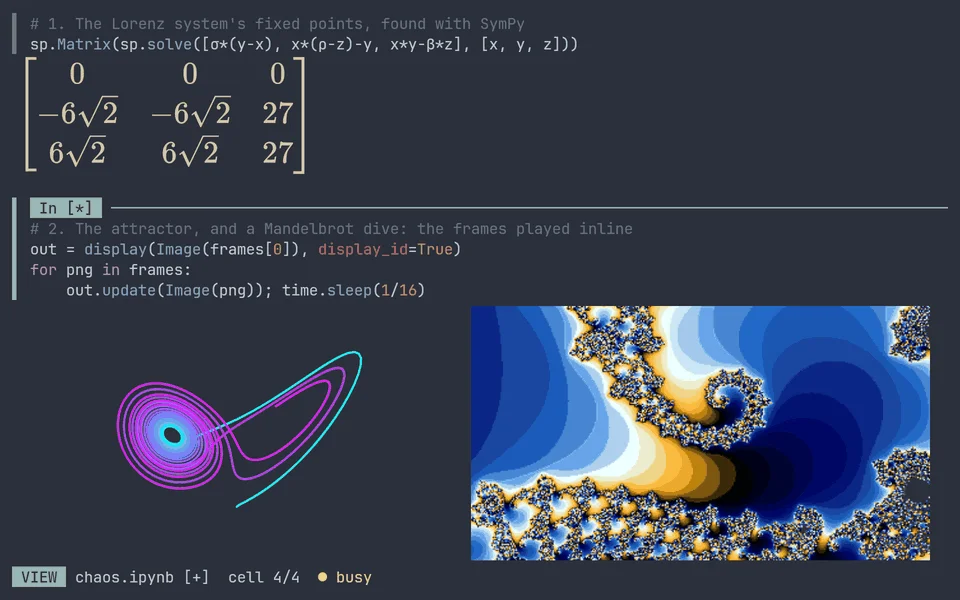 # 1. The Lorenz system's fixed points, found with SymPy
sp.Matrix(sp.solve([σ*(y-x), x*(ρ-z)-y, x*y-β*z], [x, y, z]))
0 0 0
−6√2 −6√2 27
6√2 6√2 27
In [*]
# 2. The attractor, and a Mandelbrot dive: the frames played inline
out = display(Image(frames[0]), display_id=True)
for png in frames:
    out.update(Image(png)); time.sleep(1/16)
VIEW chaos.ipynb [+] cell 4/4 ● busy